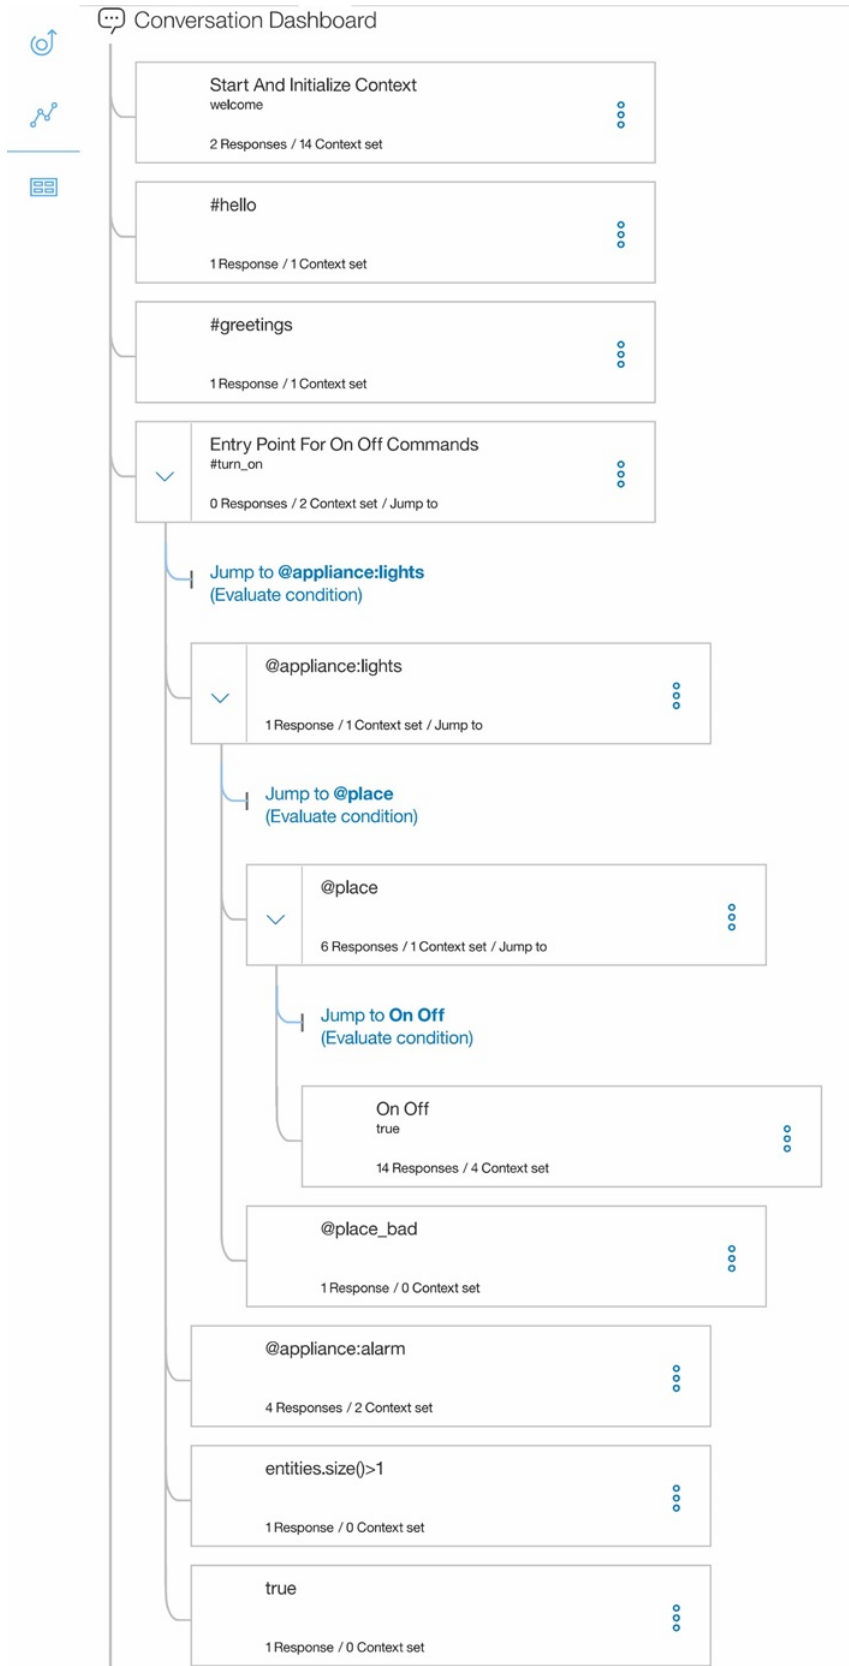 Conversation Dashboard
Start And Initialize Context
welcome
2 Responses / 14 Context set
#hello
1 Response / 1 Context set
#greetings
1 Response / 1 Context set
Entry Point For On Off Commands
#turn_on
0 Responses / 2 Context set / Jump to
Jump to @appliance:lights
(Evaluate condition)
@appliance:lights
1 Response / 1 Context set / Jump to
Jump to @place
(Evaluate condition)
@place
6 Responses / 1 Context set / Jump to
Jump to On Off
(Evaluate condition)
On Off
true
14 Responses / 4 Context set
@place_bad
1 Response / 0 Context set
@appliance:alarm
4 Responses / 2 Context set
entities.size()>1
1 Response / 0 Context set
true
1 Response / 0 Context set